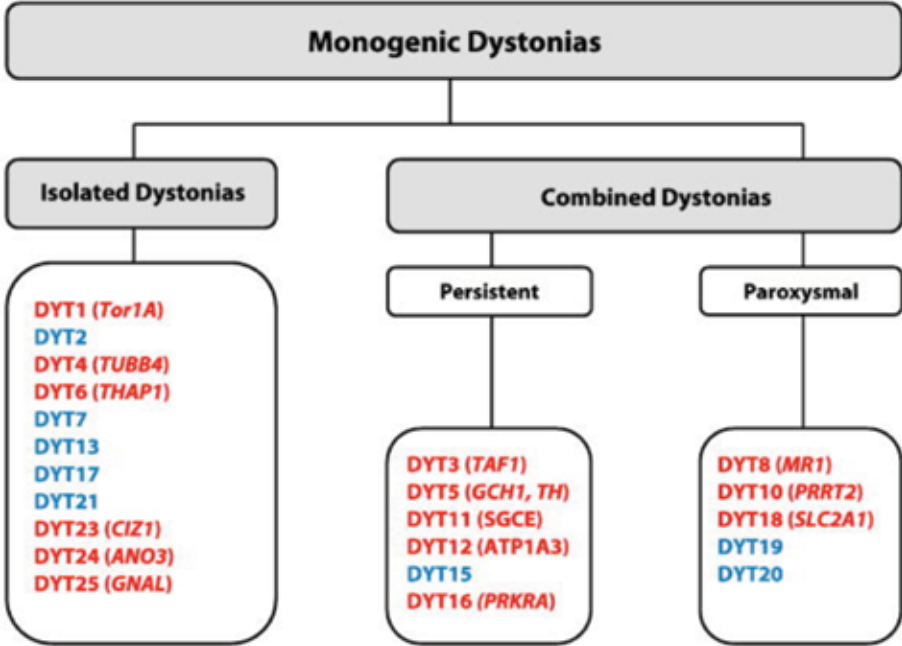 Monogenic Dystonias
Isolated Dystonias
DYT1 (Tor1A)
DYT2
DYT4 (TUBB4)
DYT6 (THAP1)
DYT7
DYT13
DYT17
DYT21
DYT23 (CIZ1)
DYT24 (ANO3)
DYT25 (GNAL)
Combined Dystonias
Persistent
DYT3 (TAF1)
DYT5 (GCH1, TH)
DYT11 (SGCE)
DYT12 (ATP1A3)
DYT15
DYT16 (PRKRA)
Paroxysmal
DYT8 (MR1)
DYT10 (PRRT2)
DYT18 (SLC2A1)
DYT19
DYT20